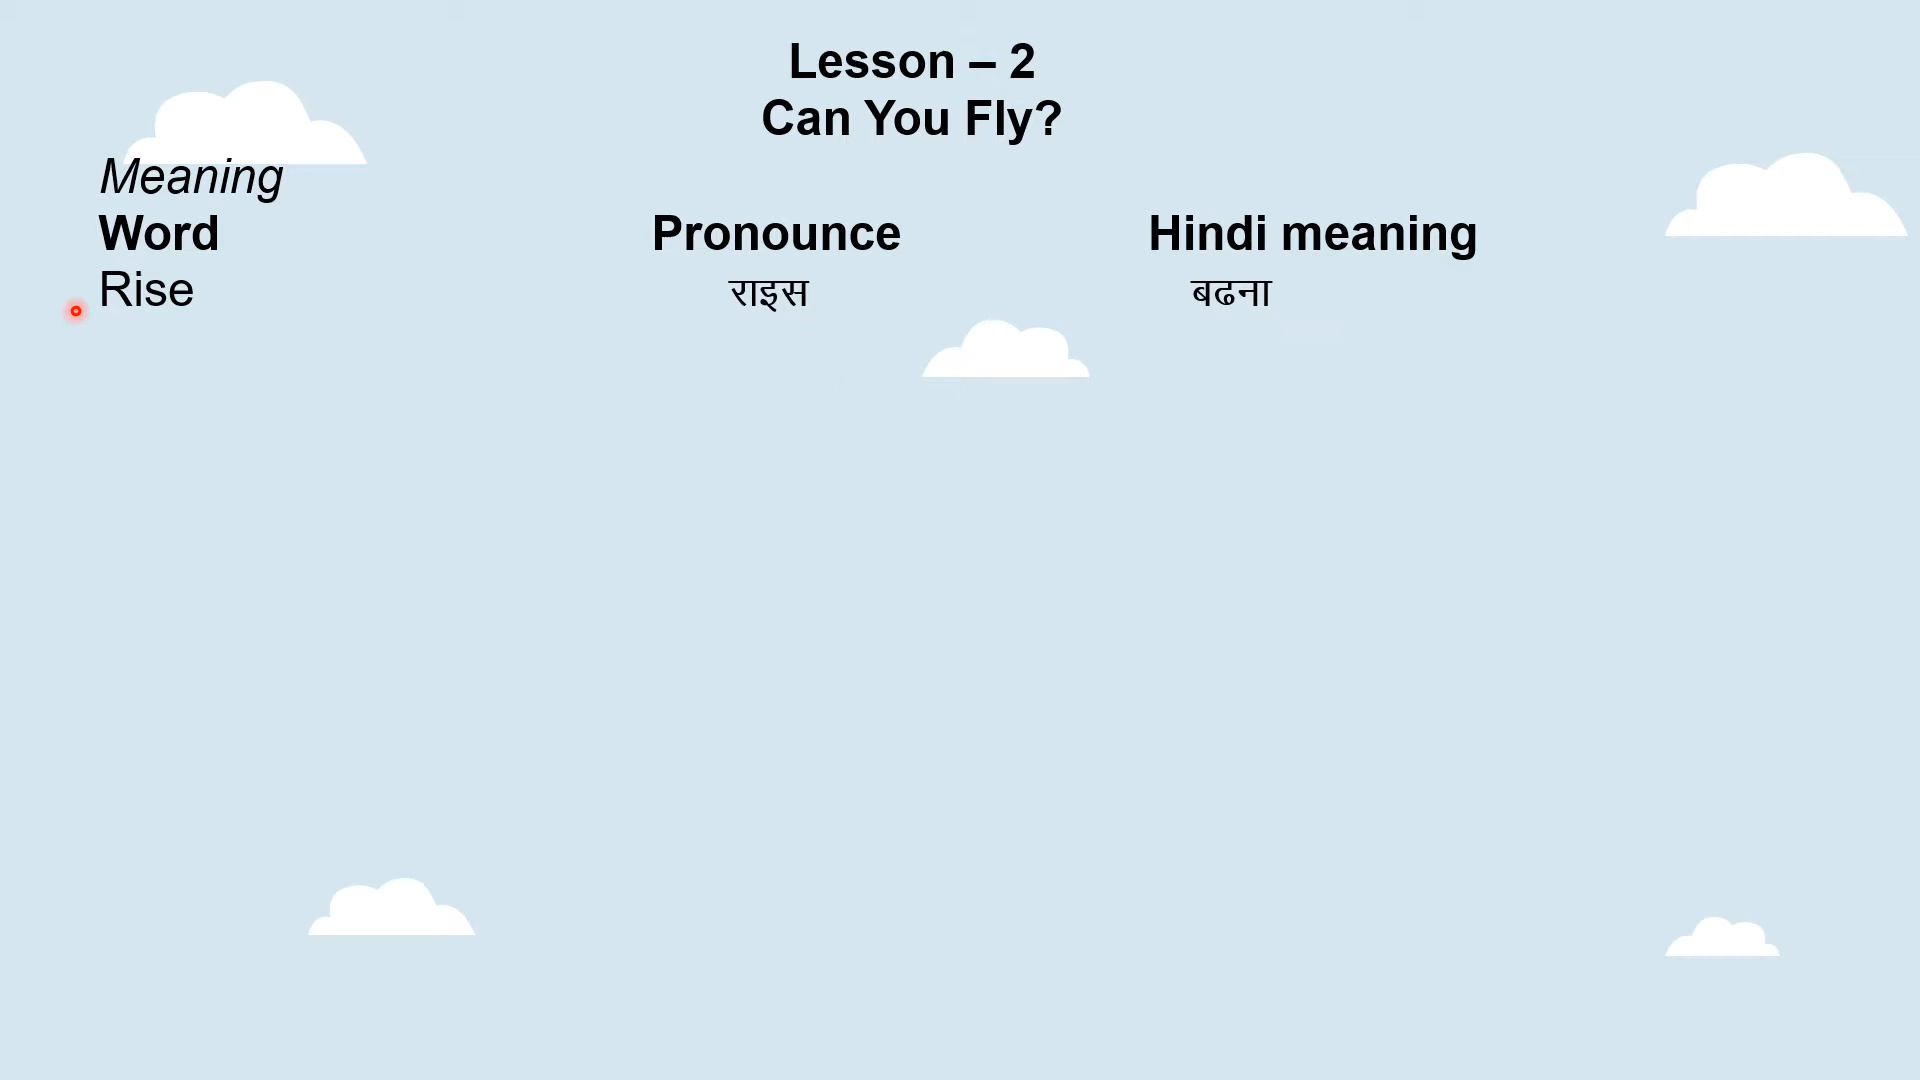 Lesson – 2
Can You Fly?
Meaning
Word Pronounce Hindi meaning
Rise राइस बढना